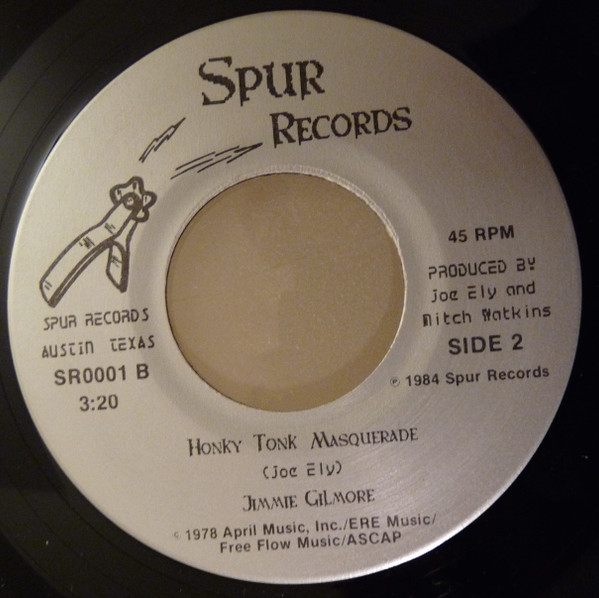 SPUR
RECORDS
45 RPM
PRODUCED BY
Joe Ely and
Mitch Watkins
SIDE 2
℗ 1984 Spur Records
SPUR RECORDS
AUSTIN TEXAS
SR0001 B
3:20
HONKY TONK MASQUERADE
(Joe Ely)
JIMMIE GILMORE
© 1978 April Music, Inc./ERE Music/
Free Flow Music/ASCAP